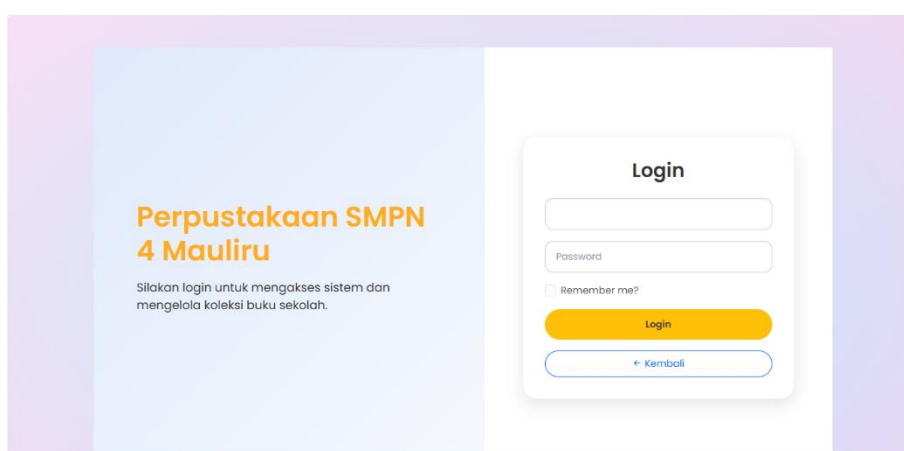 Perpustakaan SMPN
4 Mauliru
Silakan login untuk mengakses sistem dan
mengelola koleksi buku sekolah.
Login
Password
Remember me?
Login
← Kembali